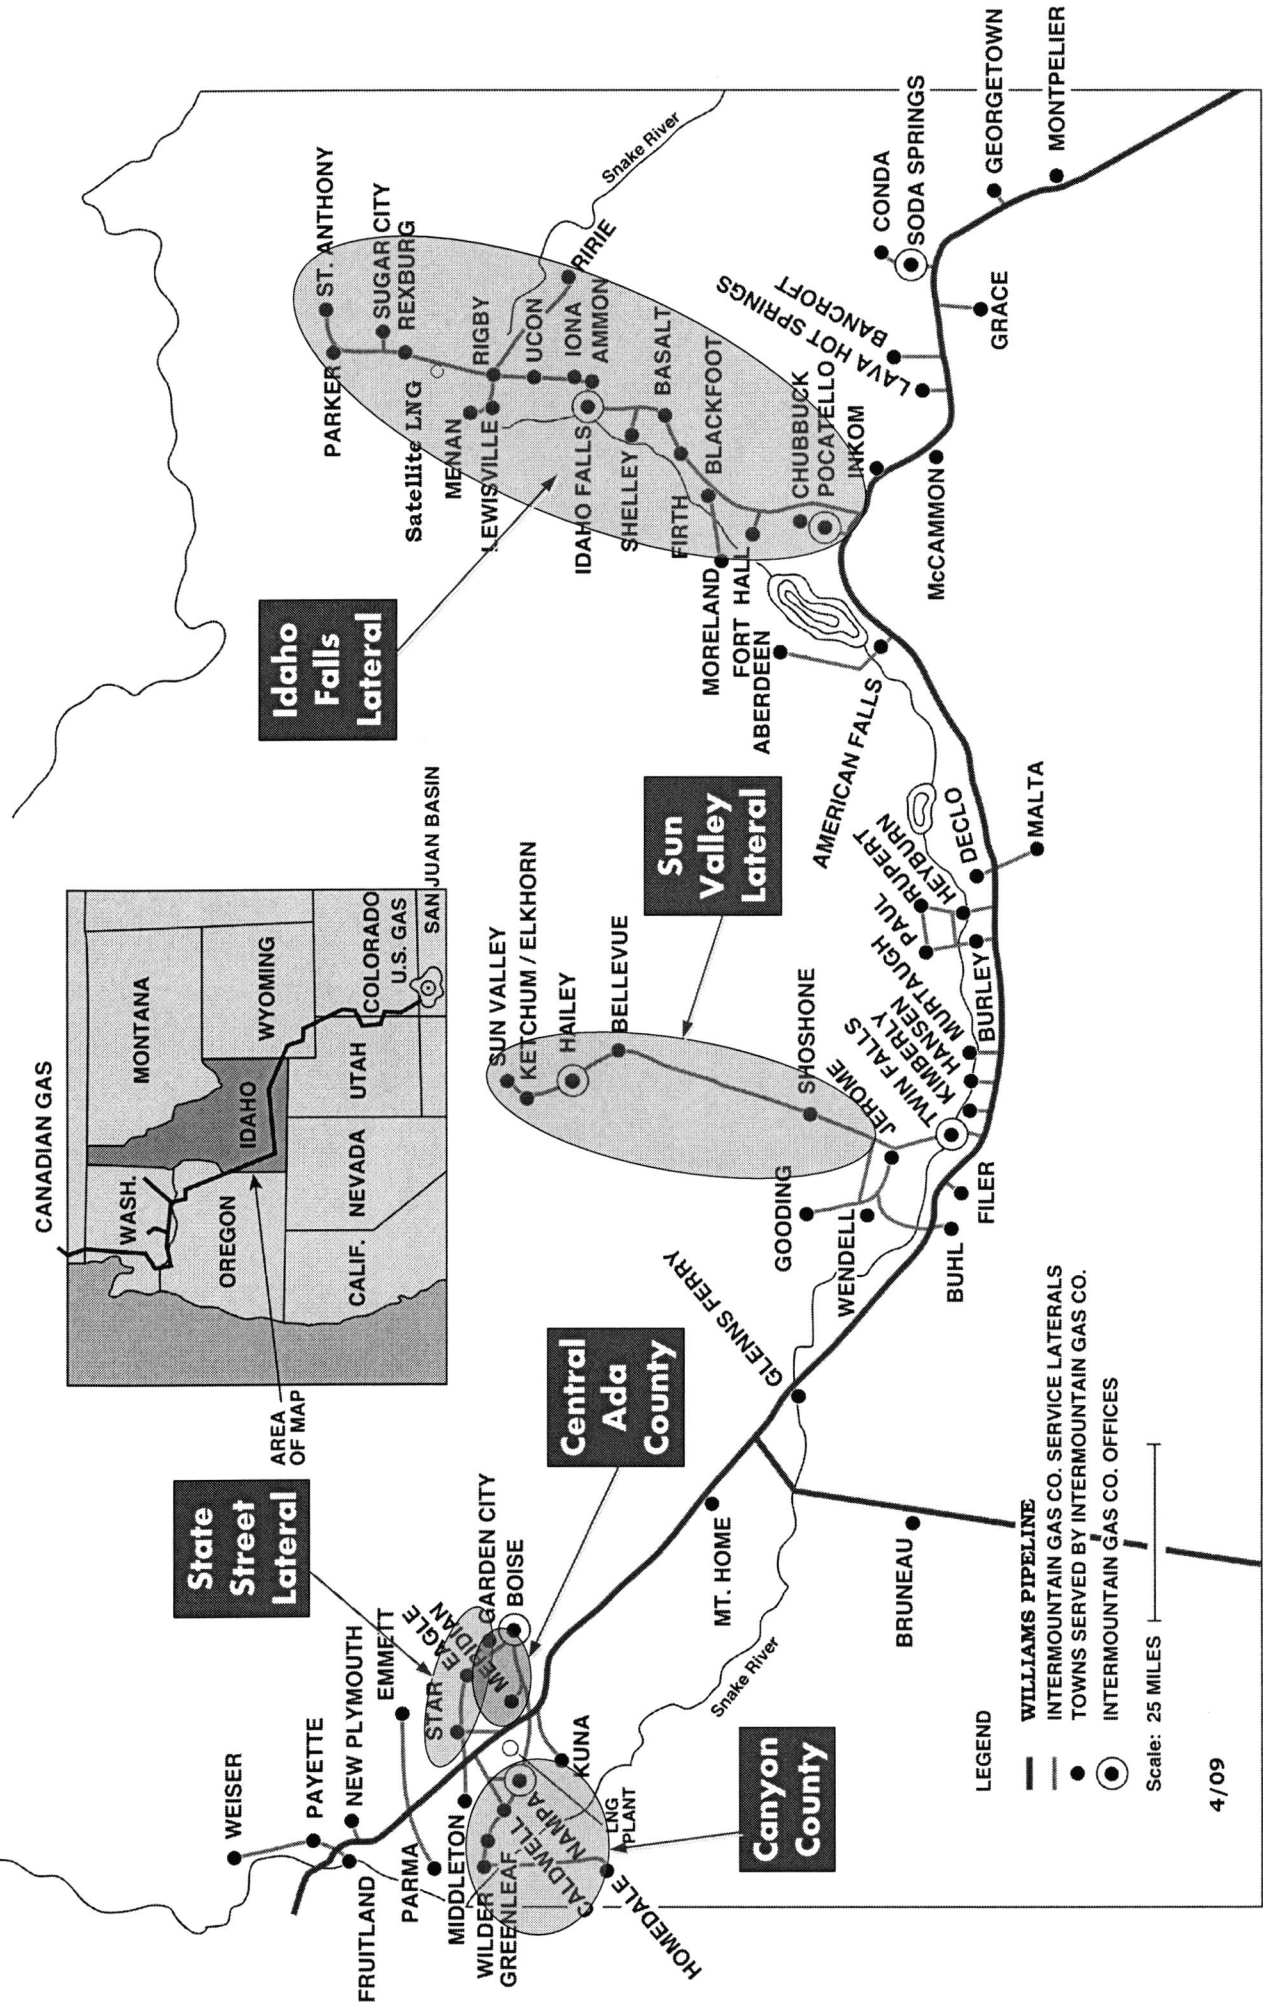 CANADIAN GAS
WASH.
MONTANA
OREGON
IDAHO
WYOMING
CALIF.
NEVADA
UTAH
COLORADO
U.S. GAS
SAN JUAN BASIN
AREA
OF MAP
State
Street
Lateral
Central
Ada
County
Canyon
County
Sun
Valley
Lateral
Idaho
Falls
Lateral
WEISER
PAYETTE
NEW PLYMOUTH
FRUITLAND
EMMETT
PARMA
MIDDLETON
WILDER
GREENLEAF
CALDWELL
NAMPA
HOMEDALE
LNG
PLANT
KUNA
STAR
EAGLE
MERIDIAN
GARDEN CITY
BOISE
Snake River
MT. HOME
BRUNEAU
GLENNS FERRY
GOODING
WENDELL
BUHL
FILER
SUN VALLEY
KETCHUM / ELKHORN
HAILEY
BELLEVUE
SHOSHONE
JEROME
TWIN FALLS
KIMBERLY
HANSEN
MURTAUGH
BURLEY
PAUL
RUPERT
HEYBURN
DECLO
MALTA
AMERICAN FALLS
ABERDEEN
FORT HALL
MORELAND
FIRTH
SHELLEY
IDAHO FALLS
LEWISVILLE
MENAN
Satellite LNG
PARKER
ST. ANTHONY
SUGAR CITY
REXBURG
RIGBY
UCON
IONA
AMMON
RIRIE
BASALT
BLACKFOOT
CHUBBUCK
POCATELLO
INKOM
McCAMMON
LAVA HOT SPRINGS
BANCROFT
GRACE
CONDA
SODA SPRINGS
GEORGETOWN
MONTPELIER
Snake River
LEGEND
WILLIAMS PIPELINE
INTERMOUNTAIN GAS CO. SERVICE LATERALS
TOWNS SERVED BY INTERMOUNTAIN GAS CO.
INTERMOUNTAIN GAS CO. OFFICES
Scale: 25 MILES
4/09